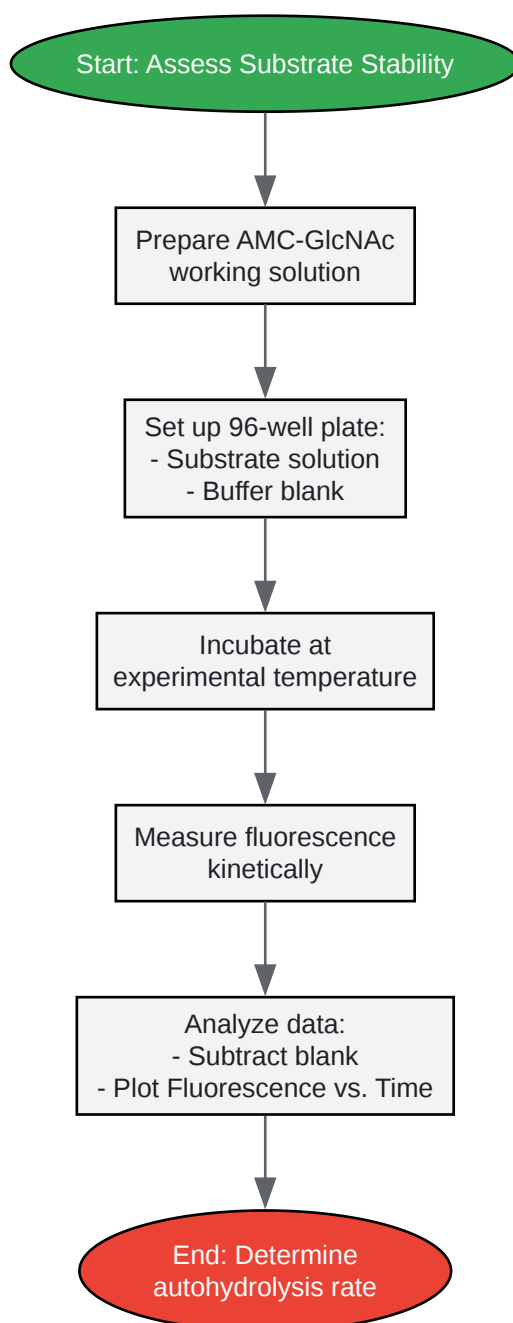 Start: Assess Substrate Stability
Prepare AMC-GlcNAc
working solution
Set up 96-well plate:
- Substrate solution
- Buffer blank
Incubate at
experimental temperature
Measure fluorescence
kinetically
Analyze data:
- Subtract blank
- Plot Fluorescence vs. Time
End: Determine
autohydrolysis rate